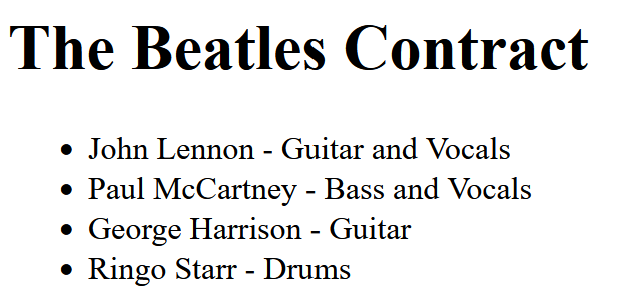 The Beatles Contract
• John Lennon - Guitar and Vocals
• Paul McCartney - Bass and Vocals
• George Harrison - Guitar
• Ringo Starr - Drums